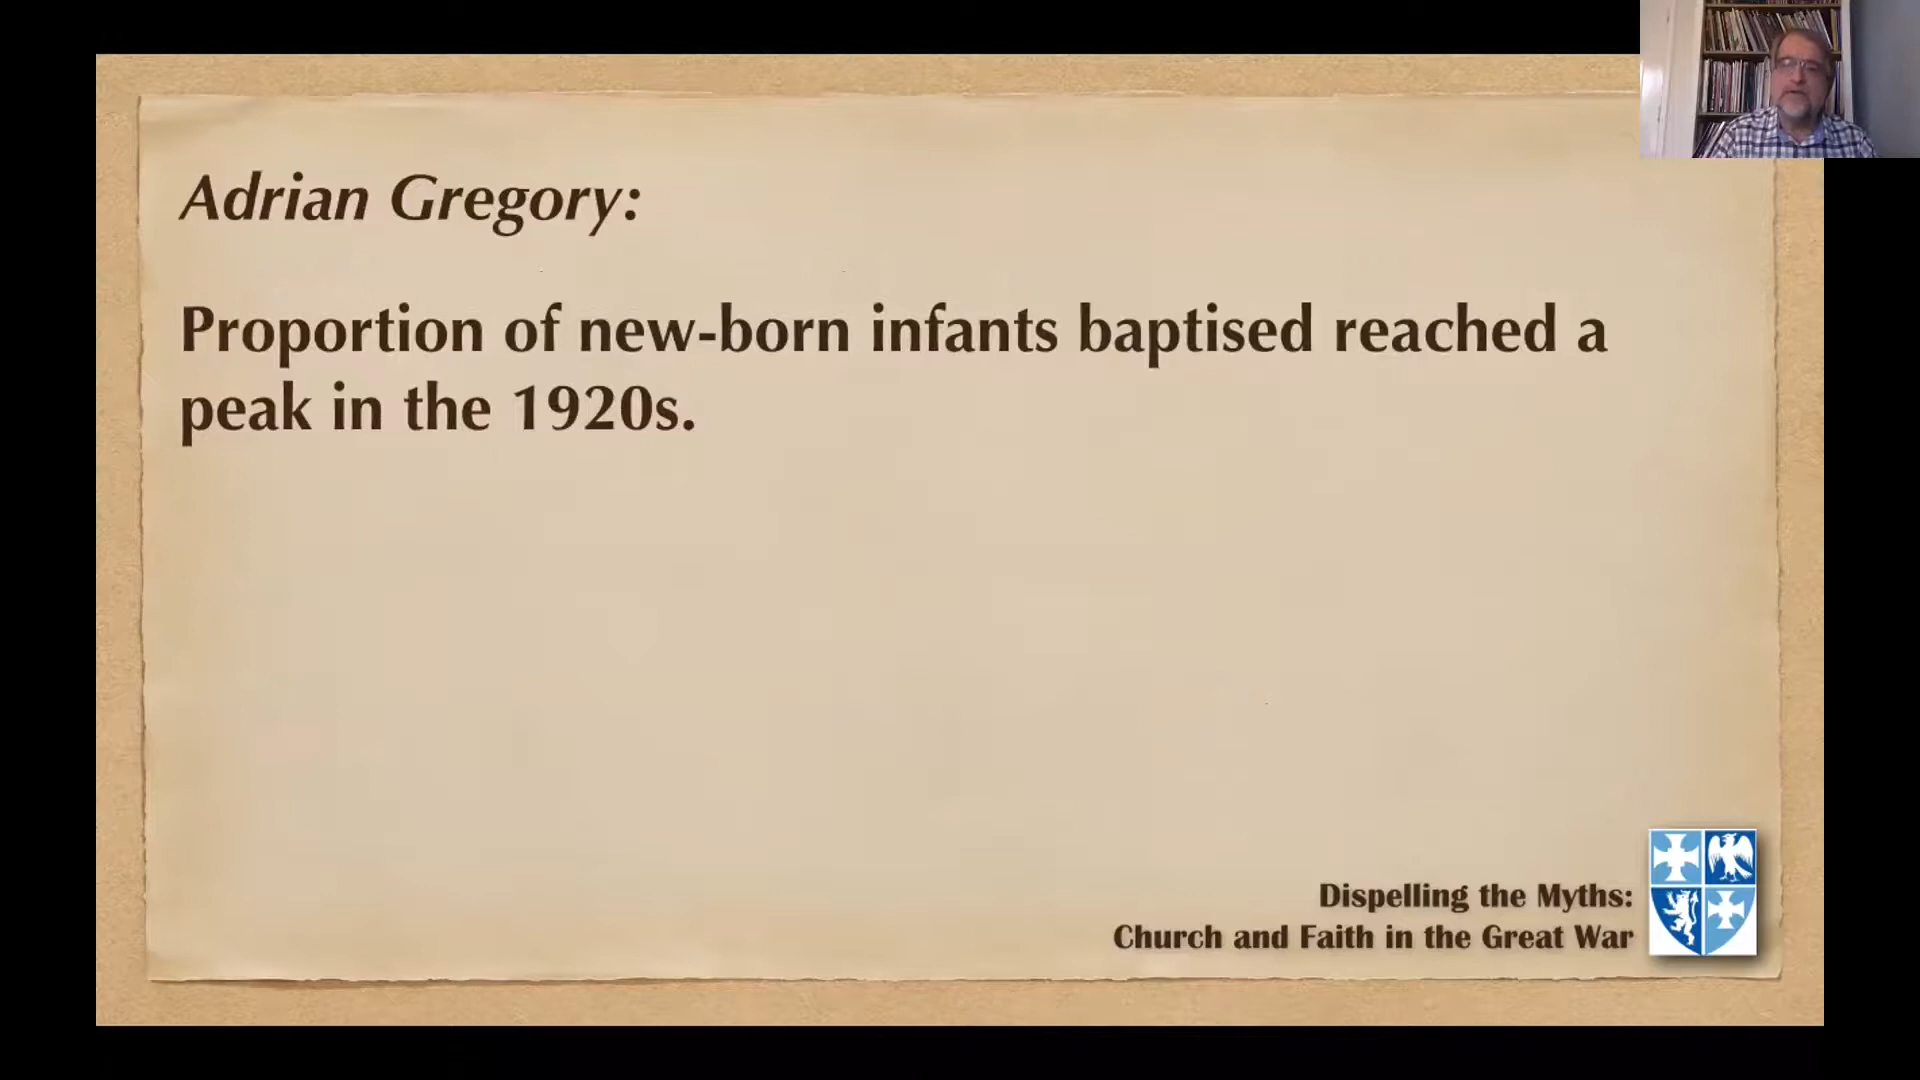 Adrian Gregory:
Proportion of new-born infants baptised reached a
peak in the 1920s.
Dispelling the Myths:
Church and Faith in the Great War